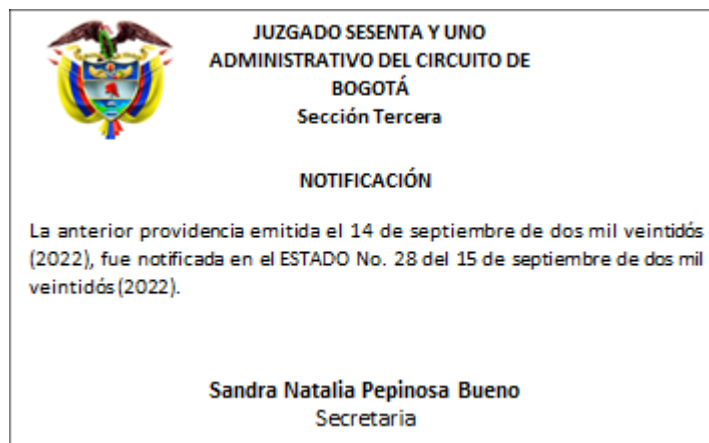 JUZGADO SESENTA Y UNO
ADMINISTRATIVO DEL CIRCUITO DE
BOGOTÁ
Sección Tercera
NOTIFICACIÓN
La anterior providencia emitida el 14 de septiembre de dos mil veintidós
(2022), fue notificada en el ESTADO No. 28 del 15 de septiembre de dos mil
veintidós (2022).
Sandra Natalia Pepinosa Bueno
Secretaria